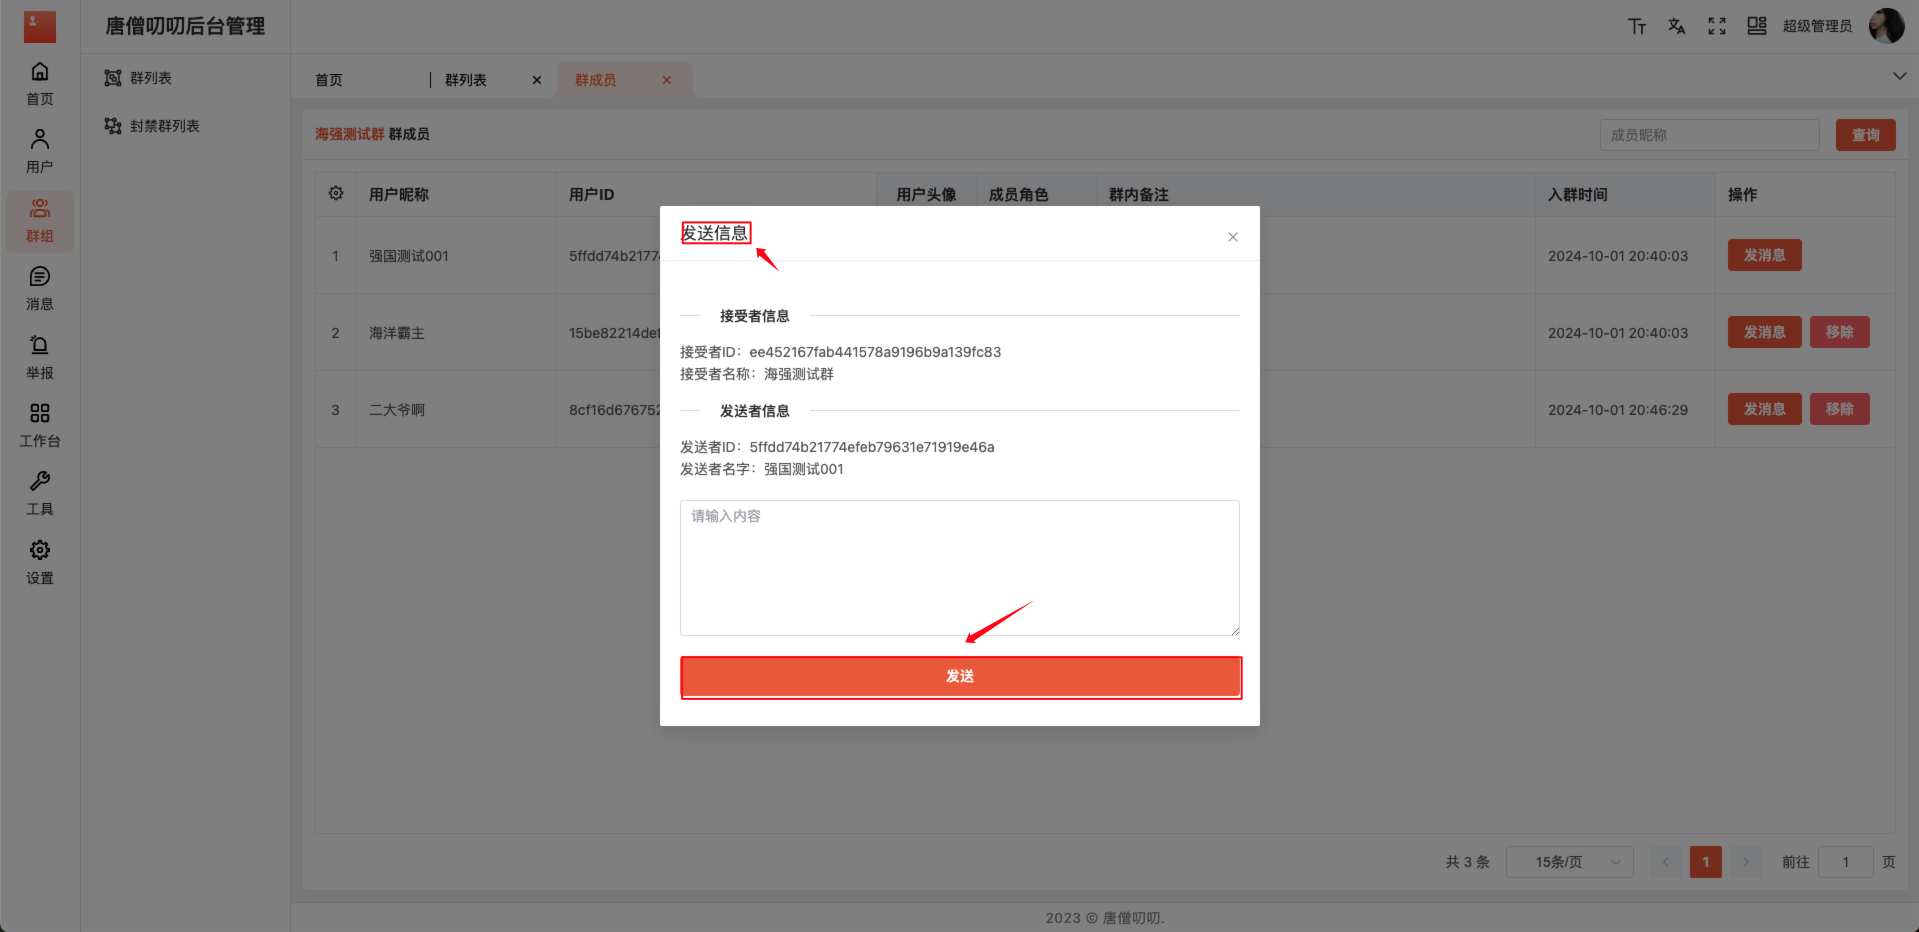 唐僧叨叨后台管理
超级管理员
首页
用户
群组
消息
举报
工作台
工具
设置
群列表
封禁群列表
首页
群列表
群成员
海强测试群 群成员
成员昵称
查询
用户昵称 用户ID 用户头像 成员角色 群内备注 入群时间 操作
1 强国测试001 5ffdd74b2177 2024-10-01 20:40:03 发消息
2 海洋霸主 15be82214def 2024-10-01 20:40:03 发消息 移除
3 二大爷啊 8cf16d676752 2024-10-01 20:46:29 发消息 移除
发送信息
接受者信息
接受者ID：ee452167fab441578a9196b9a139fc83
接受者名称：海强测试群
发送者信息
发送者ID：5ffdd74b21774efeb79631e71919e46a
发送者名字：强国测试001
请输入内容
发送
共 3 条 15条/页 1 前往 1 页
2023 © 唐僧叨叨.